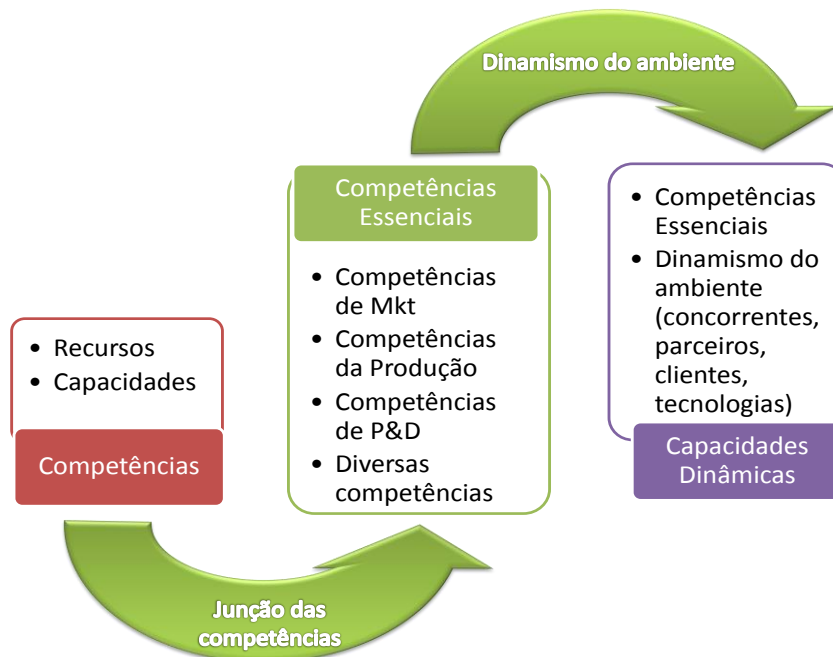 Dinamismo do ambiente
Competências
Essenciais
• Competências
de Mkt
• Competências
da Produção
• Competências
de P&D
• Diversas
competências
• Competências
Essenciais
• Dinamismo do
ambiente
(concorrentes,
parceiros,
clientes,
tecnologias)
Capacidades
Dinâmicas
• Recursos
• Capacidades
Competências
Junção das
competências